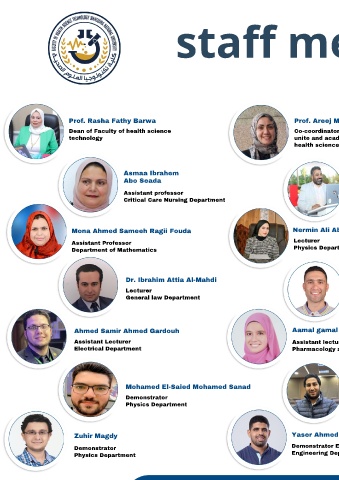 staff me
Prof. Rasha Fathy Barwa
Dean of Faculty of health science
technology
Prof. Areej M
Co-coordinator
unite and acad
health science
Asmaa Ibrahem
Abo Seada
Assistant professor
Critical Care Nursing Department
Mona Ahmed Sameeh Ragii Fouda
Assistant Professor
Department of Mathematics
Nermin Ali Ab
Lecturer
Physics Depart
Dr. Ibrahim Attia Al-Mahdi
Lecturer
General law Department
Ahmed Samir Ahmed Gardouh
Assistant Lecturer
Electrical Department
Aamal gamal
Assistant lectu
Pharmacology a
Mohamed El-Saied Mohamed Sanad
Demonstrator
Physics Department
Zuhir Magdy
Demonstrator
Physics Department
Yaser Ahmed
Demonstrator E
Engineering Dep